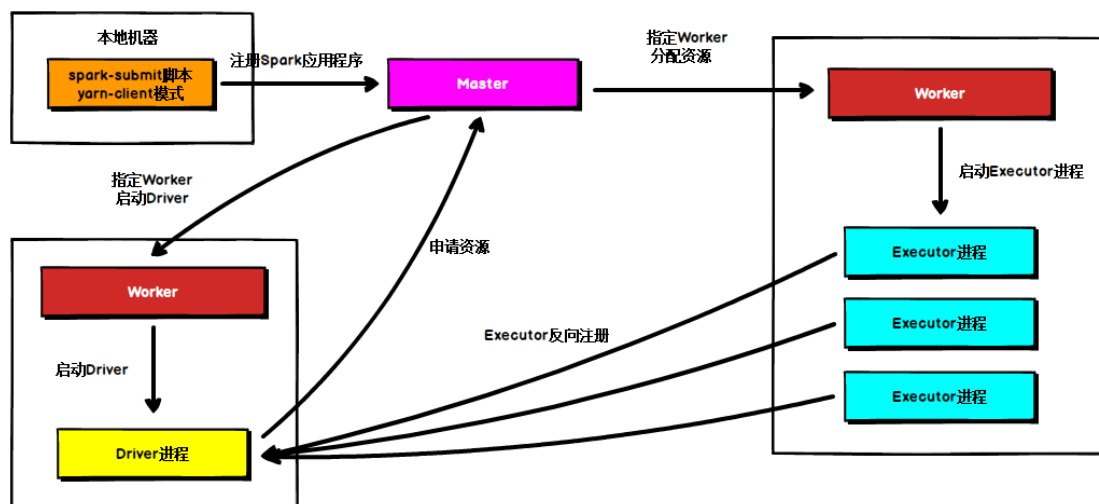 本地机器
spark-submit脚本
yarn-client模式
注册Spark应用程序
Master
指定Worker
分配资源
Worker
启动Executor进程
指定Worker
启动Driver
申请资源
Worker
启动Driver
Driver进程
Executor反向注册
Executor进程
Executor进程
Executor进程